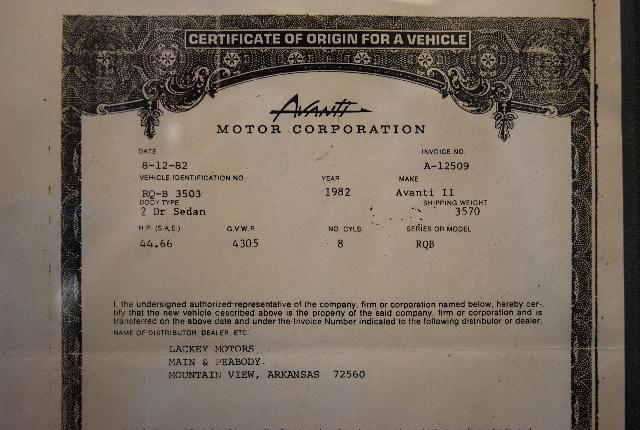 CERTIFICATE OF ORIGIN FOR A VEHICLE
AVANTI
MOTOR CORPORATION
DATE INVOICE NO.
8-12-82 A-12509
VEHICLE IDENTIFICATION NO. YEAR MAKE
RQ-B 3503 1982 Avanti II
BODY TYPE SHIPPING WEIGHT
2 Dr Sedan 3570
H.P. (S.A.E.) G.V.W.R. NO. CYLS. SERIES OR MODEL
44.66 4305 8 RQB
I, the undersigned authorized representative of the company, firm or corporation named below, hereby cer-
tify that the new vehicle described above is the property of the said company, firm or corporation and is
transferred on the above date and under the Invoice Number indicated to the following distributor or dealer.
NAME OF DISTRIBUTOR, DEALER, ETC.
LACKEY MOTORS
MAIN & PEABODY
MOUNTAIN VIEW, ARKANSAS 72560